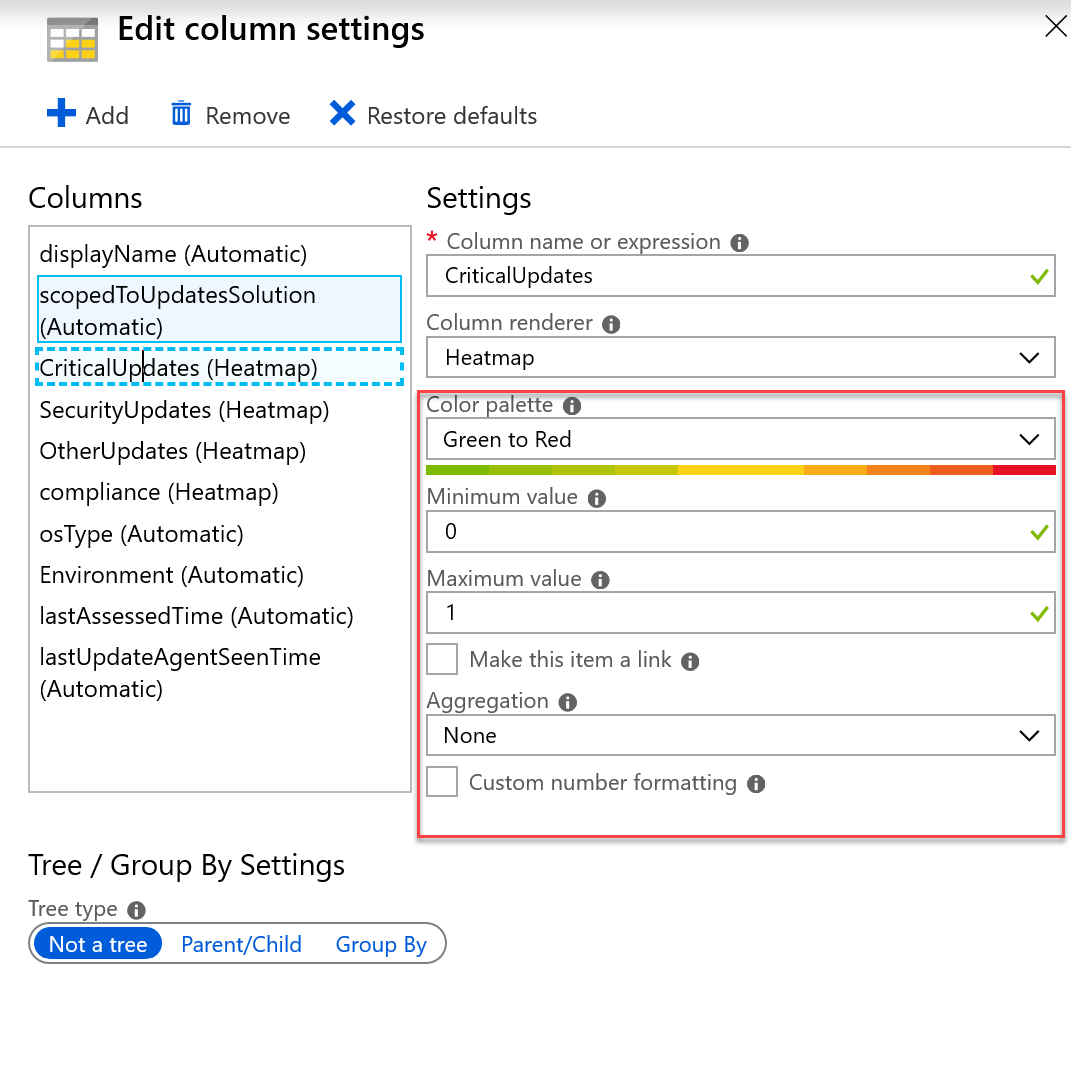 Edit column settings
Add
Remove
Restore defaults
Columns
displayName (Automatic)
scopedToUpdatesSolution
(Automatic)
CriticalUpdates (Heatmap)
SecurityUpdates (Heatmap)
OtherUpdates (Heatmap)
compliance (Heatmap)
osType (Automatic)
Environment (Automatic)
lastAssessedTime (Automatic)
lastUpdateAgentSeenTime
(Automatic)
Settings
* Column name or expression
CriticalUpdates
Column renderer
Heatmap
Color palette
Green to Red
Minimum value
0
Maximum value
1
Make this item a link
Aggregation
None
Custom number formatting
Tree / Group By Settings
Tree type
Not a tree
Parent/Child
Group By